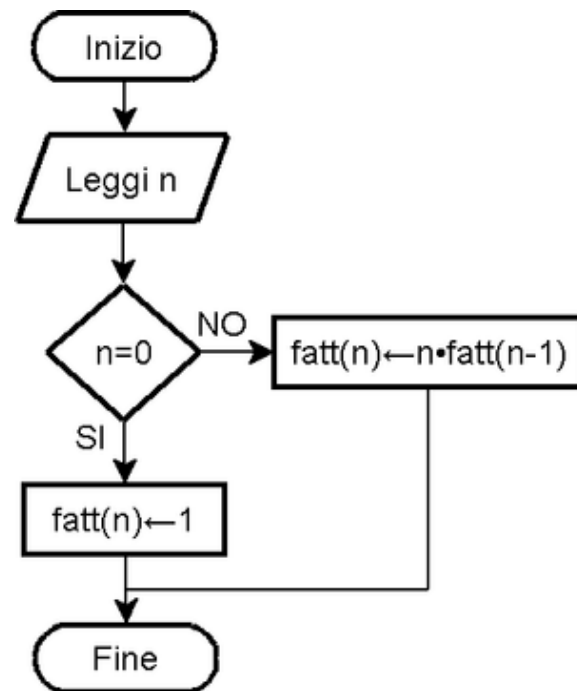 Inizio
Leggi n
n=0
NO
fatt(n)←n•fatt(n-1)
SI
fatt(n)←1
Fine